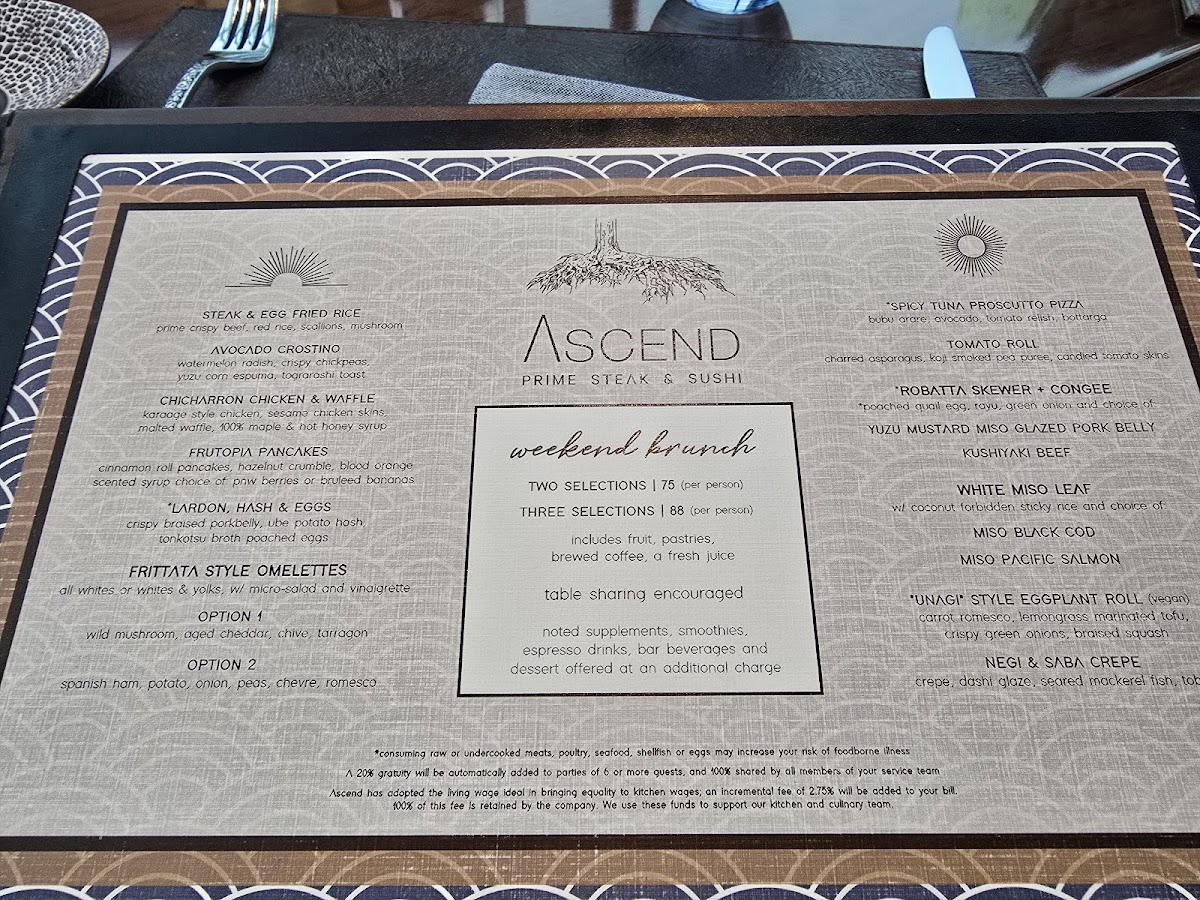 STEAK & EGG FRIED RICE
prime crispy beef, red rice, scallions, mushroom
AVOCADO CROSTINO
watermelon radish, crispy chickpeas,
yuzu corn espuma, tograrashi toast
CHICHARRON CHICKEN & WAFFLE
karaage style chicken, sesame chicken skins,
malted waffle, 100% maple & hot honey syrup
FRUTOPIA PANCAKES
cinnamon roll pancakes, hazelnut crumble, blood orange
scented syrup choice of: pnw berries or bruleed bananas
*LARDON, HASH & EGGS
crispy braised porkbelly, ube potato hash,
tonkotsu broth poached eggs
FRITTATA STYLE OMELETTES
all whites or whites & yolks, w/ micro-salad and vinaigrette
OPTION 1
wild mushroom, aged cheddar, chive, tarragon
OPTION 2
spanish ham, potato, onion, peas, chevre, romesco
ASCEND
PRIME STEAK & SUSHI
weekend brunch
TWO SELECTIONS | 75 (per person)
THREE SELECTIONS | 88 (per person)
includes fruit, pastries,
brewed coffee, a fresh juice
table sharing encouraged
noted supplements, smoothies,
espresso drinks, bar beverages and
dessert offered at an additional charge
*SPICY TUNA PROSCUTTO PIZZA
bubu arare, avocado, tomato relish, bottarga
TOMATO ROLL
charred asparagus, koji smoked pea puree, candied tomato skins
*ROBATTA SKEWER + CONGEE
*poached quail egg, rayu, green onion and choice of:
YUZU MUSTARD MISO GLAZED PORK BELLY
KUSHIYAKI BEEF
WHITE MISO LEAF
w/ coconut forbidden sticky rice and choice of:
MISO BLACK COD
MISO PACIFIC SALMON
"UNAGI" STYLE EGGPLANT ROLL (vegan)
carrot romesco, lemongrass marinated tofu,
crispy green onions, braised squash
NEGI & SABA CREPE
crepe, dashi glaze, seared mackerel fish,
*consuming raw or undercooked meats, poultry, seafood, shellfish or eggs may increase your risk of foodborne illness
A 20% gratuity will be automatically added to parties of 6 or more guests, and 100% shared by all members of your service team
Ascend has adopted the living wage ideal in bringing equality to kitchen wages; an incremental fee of 2.75% will be added to your bill.
100% of this fee is retained by the company. We use these funds to support our kitchen and culinary team.